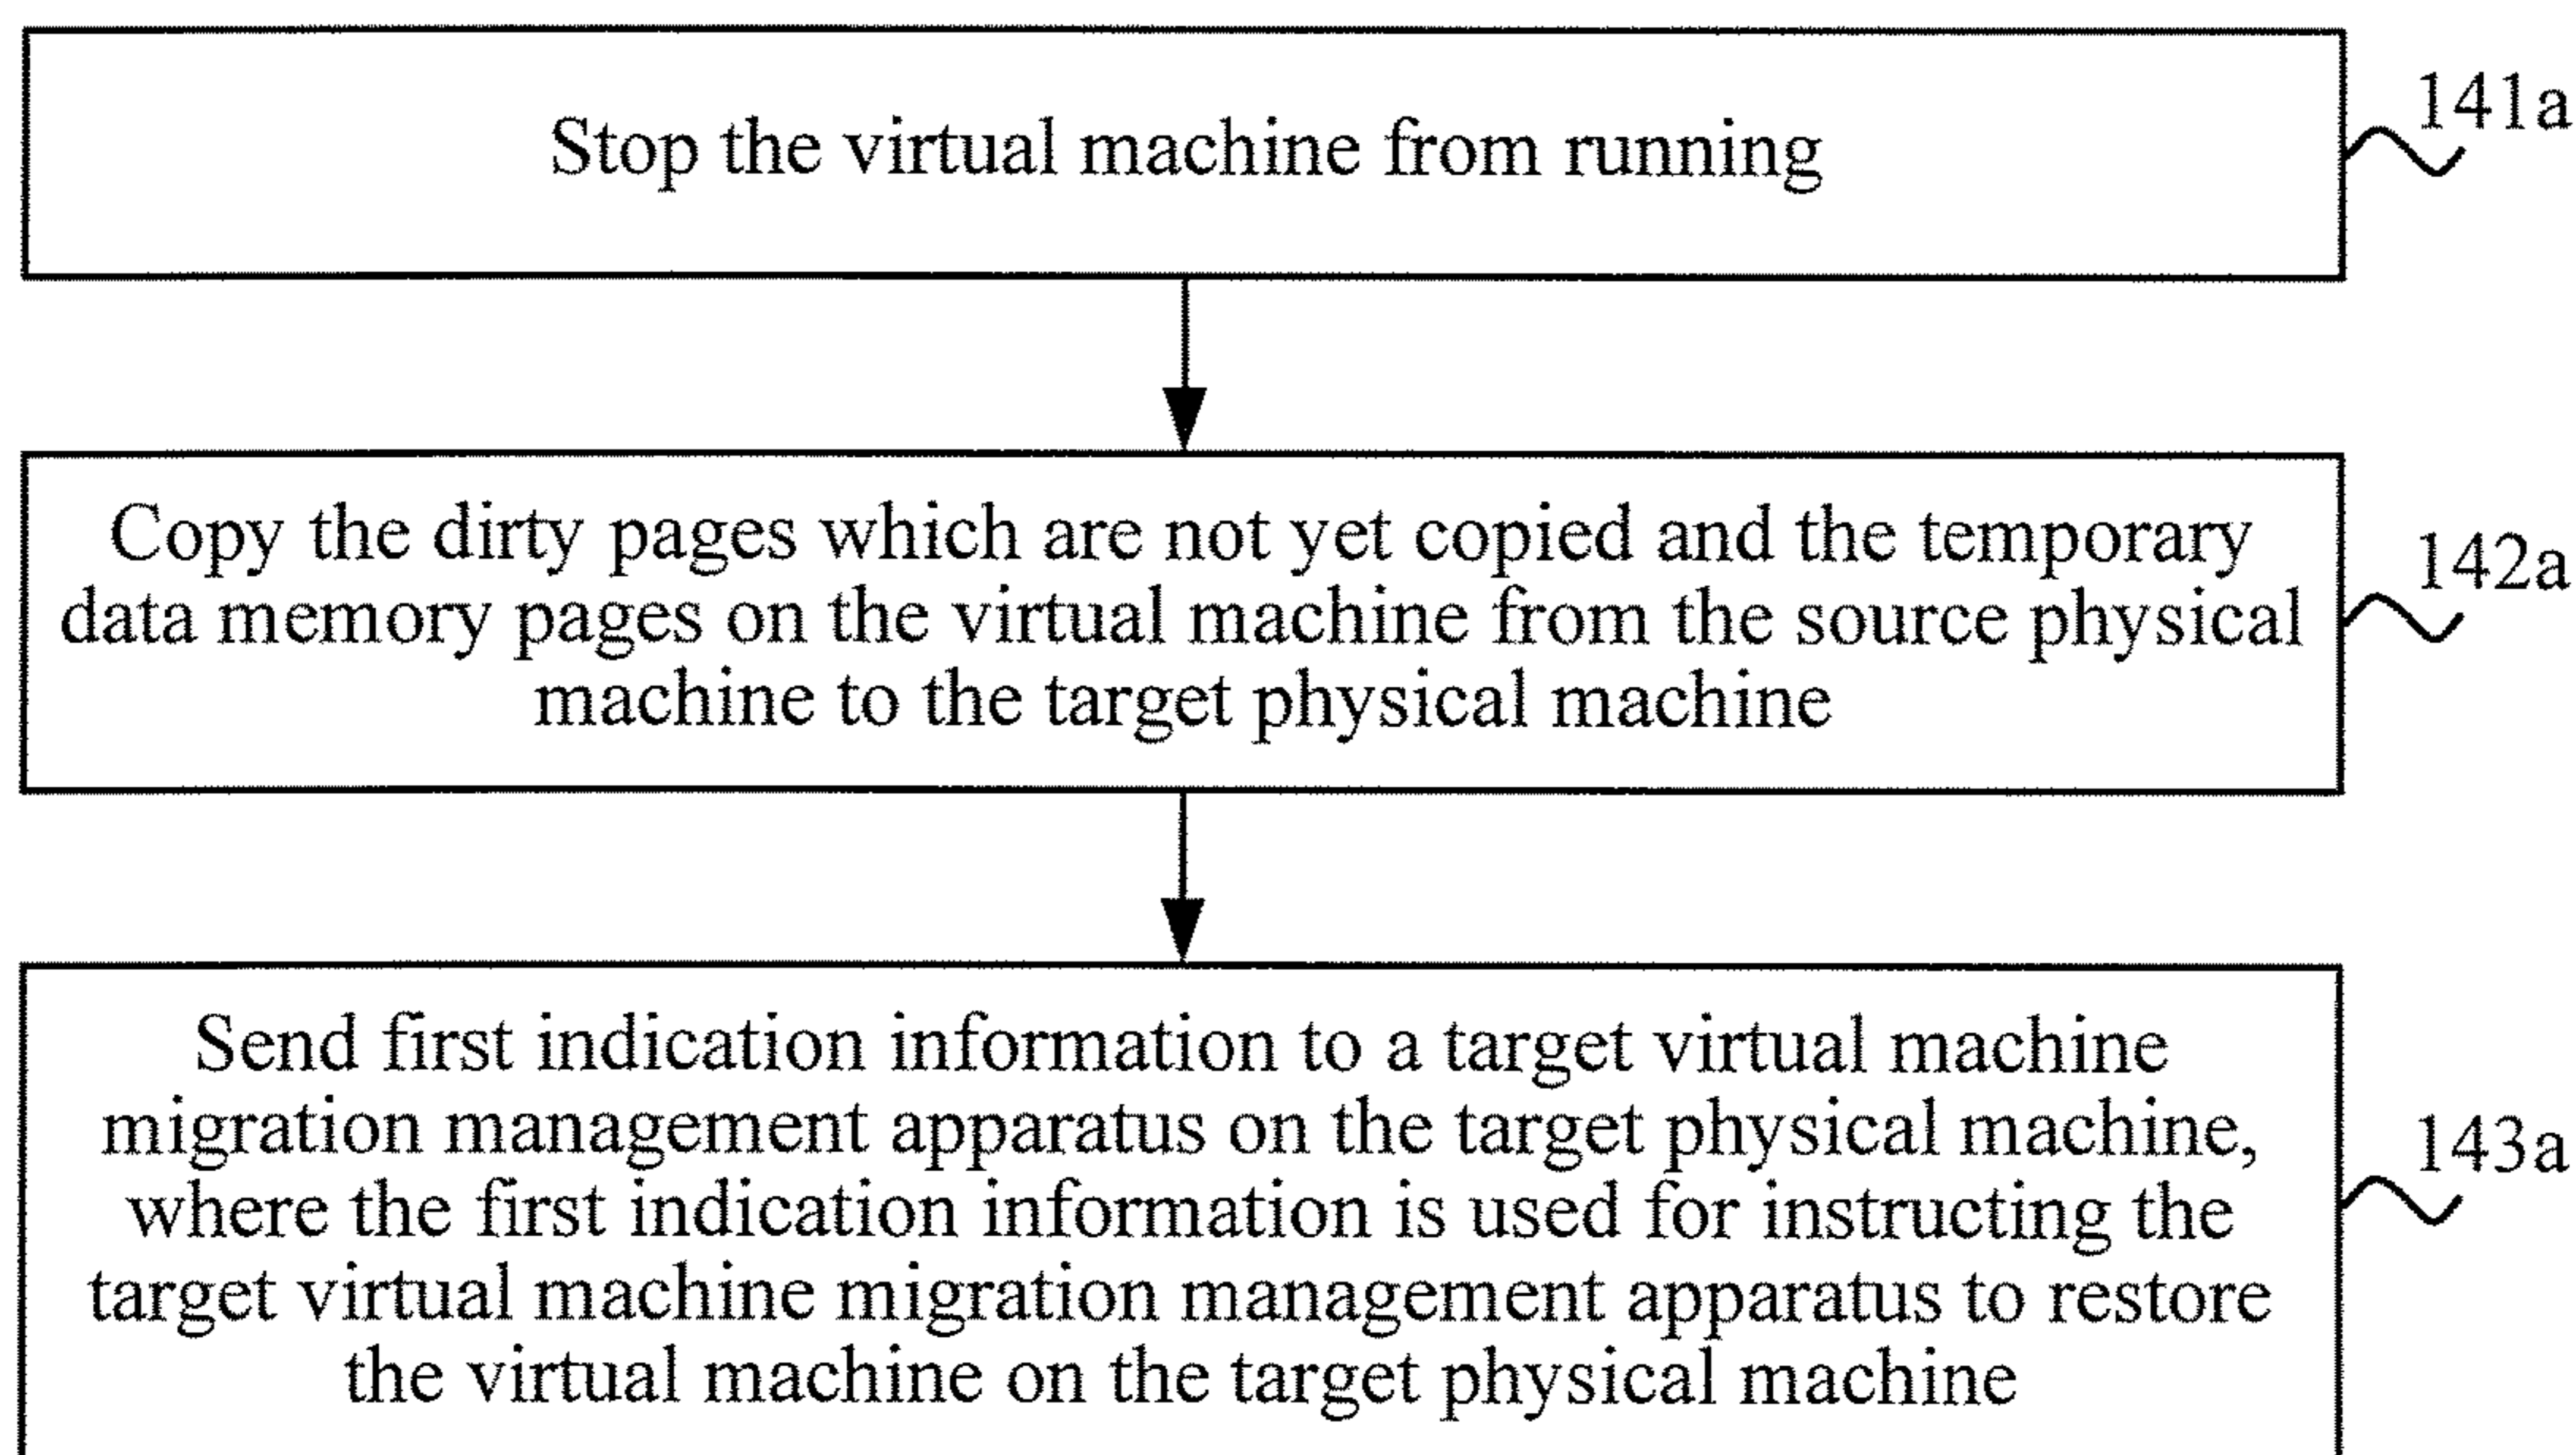 Stop the virtual machine from running
141a
Copy the dirty pages which are not yet copied and the temporary
data memory pages on the virtual machine from the source physical
machine to the target physical machine
142a
Send first indication information to a target virtual machine
migration management apparatus on the target physical machine,
where the first indication information is used for instructing the
target virtual machine migration management apparatus to restore
the virtual machine on the target physical machine
143a